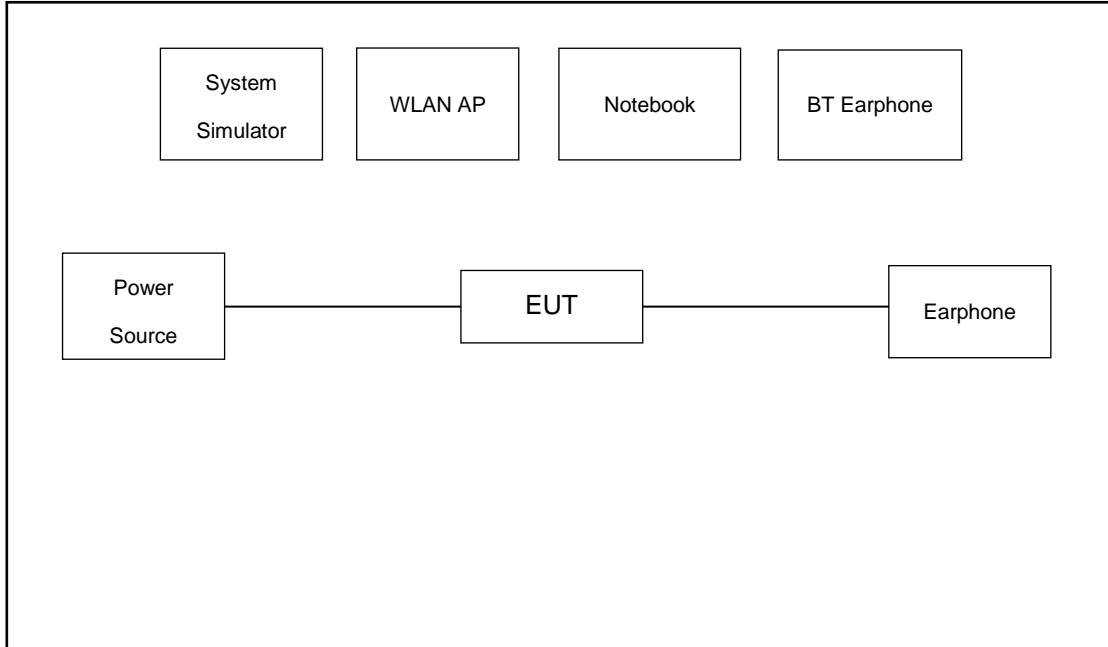 System
Simulator
WLAN AP
Notebook
BT Earphone
Power
Source
EUT
Earphone